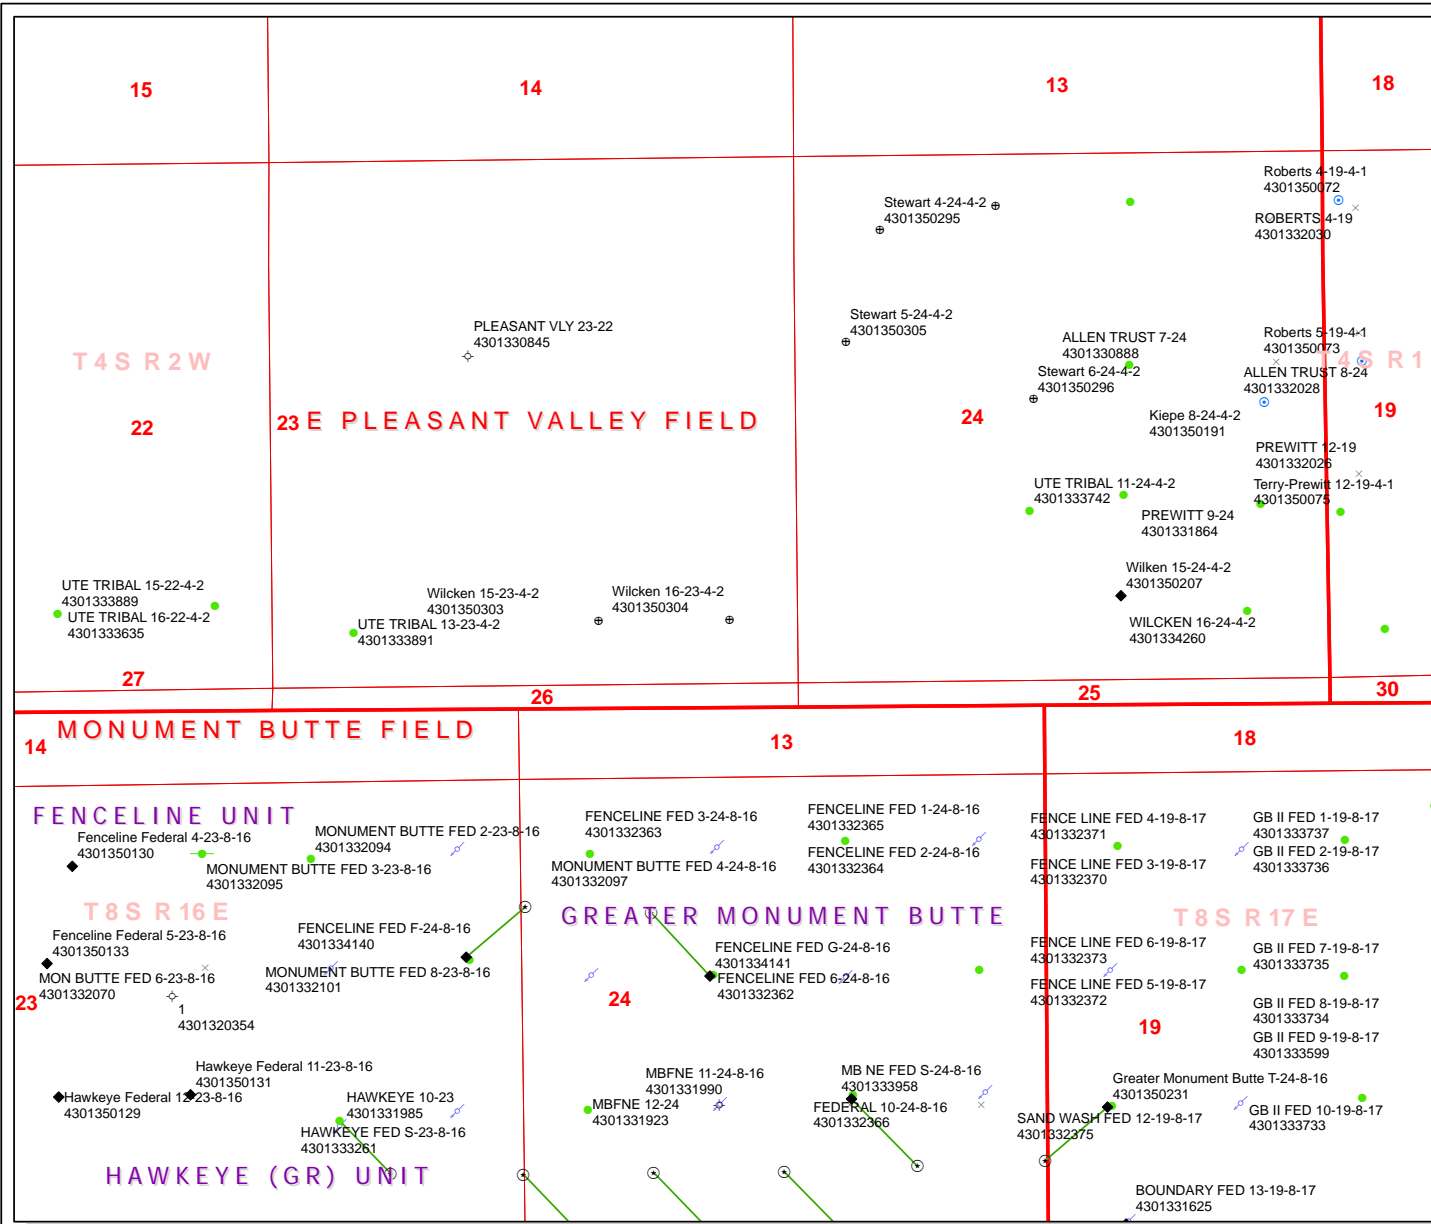 15
14
13
18
Roberts 4-19-4-1
4301350072
Stewart 4-24-4-2
4301350295
ROBERTS 4-19
4301332030
PLEASANT VLY 23-22
4301330845
Stewart 5-24-4-2
4301350305
ALLEN TRUST 7-24
4301330888
Roberts 5-19-4-1
4301350073
T4S R2W
T4S R1
Stewart 6-24-4-2
4301350296
ALLEN TRUST 8-24
4301332028
22
23
E PLEASANT VALLEY FIELD
24
19
Kiepe 8-24-4-2
4301350191
PREWITT 12-19
4301332026
UTE TRIBAL 11-24-4-2
4301333742
Terry-Prewitt 12-19-4-1
4301350075
PREWITT 9-24
4301331864
Wilken 15-24-4-2
4301350207
UTE TRIBAL 15-22-4-2
4301333889
UTE TRIBAL 16-22-4-2
4301333635
Wilcken 15-23-4-2
4301350303
Wilcken 16-23-4-2
4301350304
UTE TRIBAL 13-23-4-2
4301333891
WILCKEN 16-24-4-2
4301334260
27
26
25
30
MONUMENT BUTTE FIELD
14
13
18
FENCELINE UNIT
Fenceline Federal 4-23-8-16
4301350130
MONUMENT BUTTE FED 2-23-8-16
4301332094
MONUMENT BUTTE FED 3-23-8-16
4301332095
FENCELINE FED 3-24-8-16
4301332363
MONUMENT BUTTE FED 4-24-8-16
4301332097
FENCELINE FED 1-24-8-16
4301332365
FENCELINE FED 2-24-8-16
4301332364
FENCE LINE FED 4-19-8-17
4301332371
FENCE LINE FED 3-19-8-17
4301332370
GB II FED 1-19-8-17
4301333737
GB II FED 2-19-8-17
4301333736
T8S R16E
GREATER MONUMENT BUTTE
T8S R17E
Fenceline Federal 5-23-8-16
4301350133
MON BUTTE FED 6-23-8-16
4301332070
FENCELINE FED F-24-8-16
4301334140
MONUMENT BUTTE FED 8-23-8-16
4301332101
FENCELINE FED G-24-8-16
4301334141
FENCELINE FED 6-24-8-16
4301332362
FENCE LINE FED 6-19-8-17
4301332373
FENCE LINE FED 5-19-8-17
4301332372
GB II FED 7-19-8-17
4301333735
23
1
4301320354
24
19
GB II FED 8-19-8-17
4301333734
GB II FED 9-19-8-17
4301333599
Hawkeye Federal 11-23-8-16
4301350131
Hawkeye Federal 12-23-8-16
4301350129
HAWKEYE 10-23
4301331985
HAWKEYE FED S-23-8-16
4301333261
MBFNE 11-24-8-16
4301331990
MBFNE 12-24
4301331923
MB NE FED S-24-8-16
4301333958
FEDERAL 10-24-8-16
4301332366
Greater Monument Butte T-24-8-16
4301350231
SAND WASH FED 12-19-8-17
4301332375
GB II FED 10-19-8-17
4301333733
HAWKEYE (GR) UNIT
BOUNDARY FED 13-19-8-17
4301331625